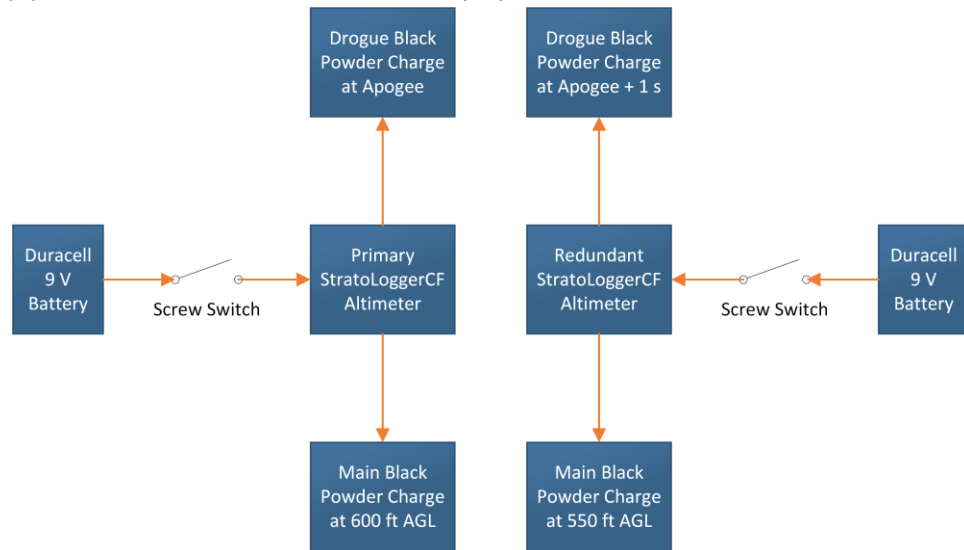 Drogue Black
Powder Charge
at Apogee
Drogue Black
Powder Charge
at Apogee + 1 s
Duracell
9 V
Battery
Screw Switch
Primary
StratoLoggerCF
Altimeter
Redundant
StratoLoggerCF
Altimeter
Screw Switch
Duracell
9 V
Battery
Main Black
Powder Charge
at 600 ft AGL
Main Black
Powder Charge
at 550 ft AGL